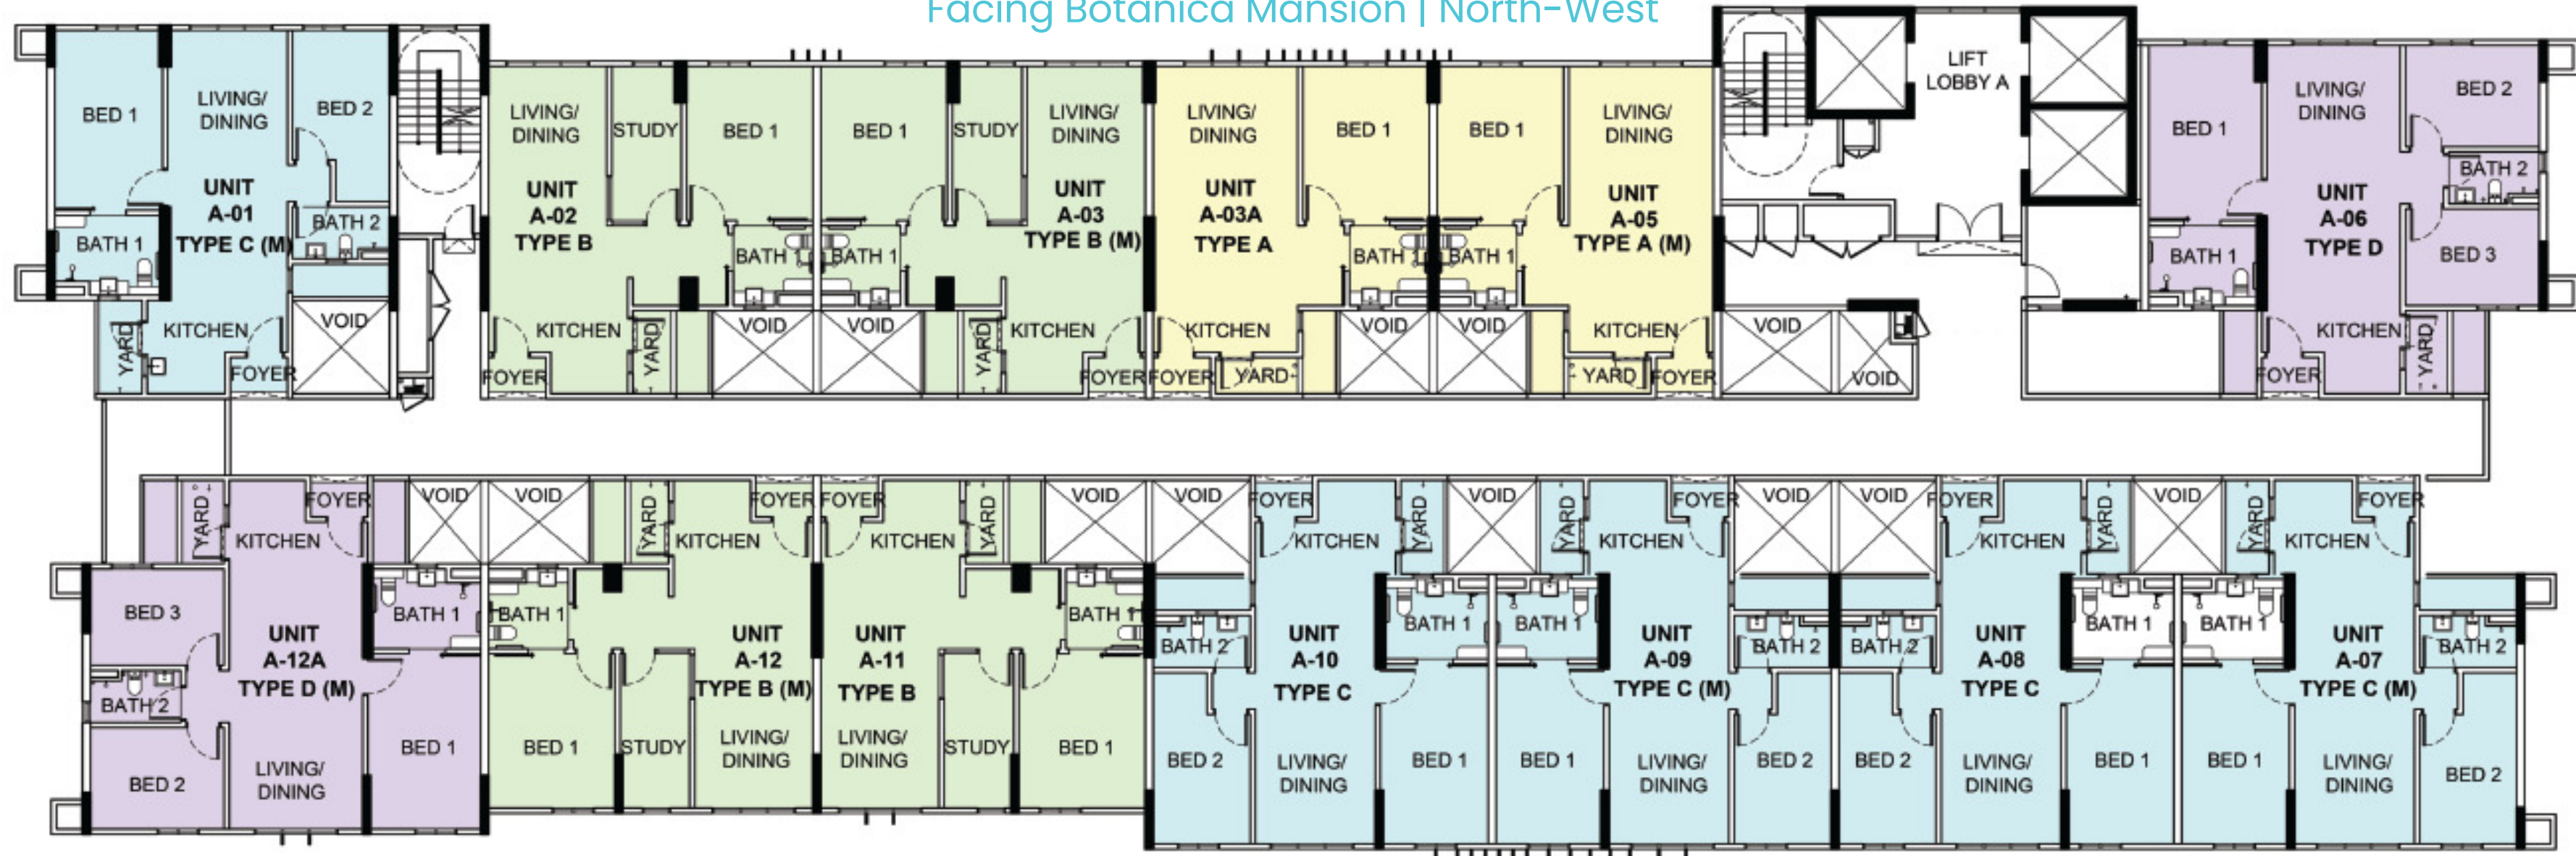 Facing Botanica Mansion | North-West
BED 1
LIVING/
DINING
BED 2
UNIT
A-01
TYPE C (M)
BATH 1
BATH 2
YARD
KITCHEN
FOYER
VOID
LIVING/
DINING
STUDY
BED 1
UNIT
A-02
TYPE B
BATH 1
KITCHEN
YARD
FOYER
VOID
BED 1
STUDY
LIVING/
DINING
UNIT
A-03
TYPE B (M)
BATH 1
VOID
YARD
KITCHEN
FOYER
LIVING/
DINING
BED 1
UNIT
A-03A
TYPE A
BATH 1
KITCHEN
FOYER
YARD
VOID
BED 1
LIVING/
DINING
UNIT
A-05
TYPE A (M)
BATH 1
VOID
KITCHEN
YARD
FOYER
LIFT
LOBBY A
VOID
VOID
BED 1
LIVING/
DINING
BED 2
BATH 2
UNIT
A-06
TYPE D
BATH 1
BED 3
KITCHEN
YARD
FOYER
YARD
FOYER
KITCHEN
VOID
BED 3
BATH 1
UNIT
A-12A
TYPE D (M)
BATH 2
BED 2
LIVING/
DINING
BED 1
VOID
YARD
FOYER
KITCHEN
BATH 1
UNIT
A-12
TYPE B (M)
BED 1
STUDY
LIVING/
DINING
FOYER
YARD
KITCHEN
VOID
BATH 1
UNIT
A-11
TYPE B
LIVING/
DINING
STUDY
BED 1
VOID
FOYER
YARD
KITCHEN
BATH 2
BATH 1
UNIT
A-10
TYPE C
BED 2
LIVING/
DINING
BED 1
VOID
YARD
FOYER
KITCHEN
BATH 1
BATH 2
UNIT
A-09
TYPE C (M)
BED 1
LIVING/
DINING
BED 2
VOID
VOID
FOYER
YARD
KITCHEN
BATH 2
BATH 1
UNIT
A-08
TYPE C
BED 2
LIVING/
DINING
BED 1
VOID
YARD
FOYER
KITCHEN
BATH 1
BATH 2
UNIT
A-07
TYPE C (M)
BED 1
LIVING/
DINING
BED 2